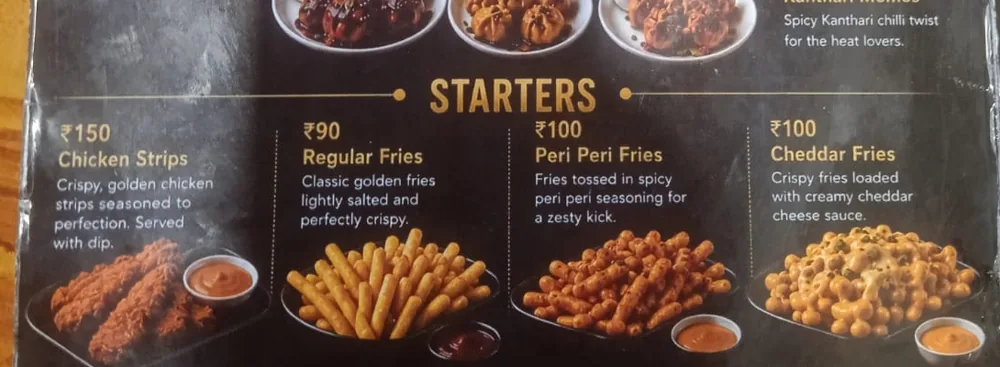 Spicy Kanthari chilli twist
for the heat lovers.
STARTERS
₹150
Chicken Strips
Crispy, golden chicken
strips seasoned to
perfection. Served
with dip.
₹90
Regular Fries
Classic golden fries
lightly salted and
perfectly crispy.
₹100
Peri Peri Fries
Fries tossed in spicy
peri peri seasoning for
a zesty kick.
₹100
Cheddar Fries
Crispy fries loaded
with creamy cheddar
cheese sauce.